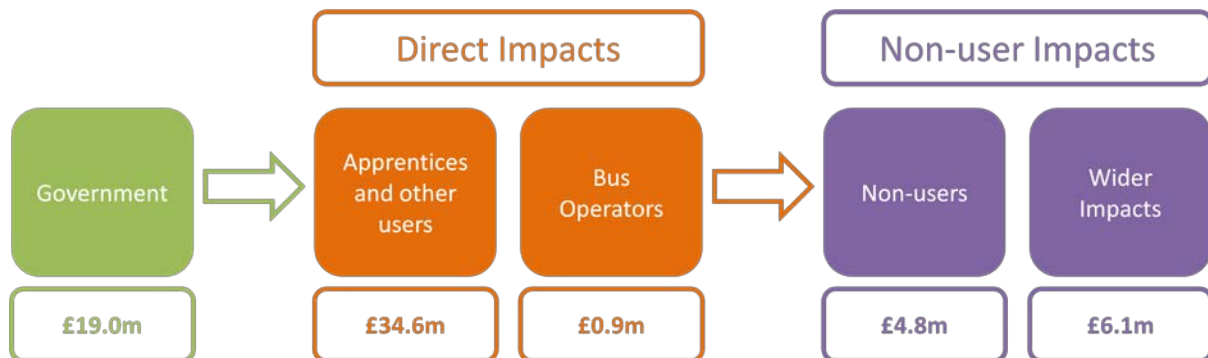 Direct Impacts
Non-user Impacts
Government
Apprentices
and other
users
Bus
Operators
Non-users
Wider
Impacts
£19.0m
£34.6m
£0.9m
£4.8m
£6.1m